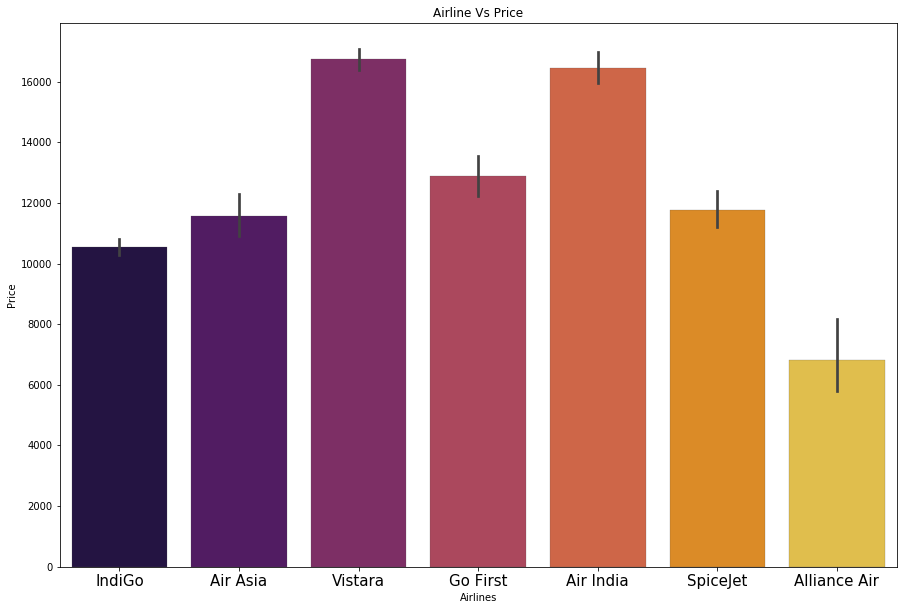 Airline Vs Price
16000
14000
12000
10000
8000
6000
4000
2000
0
Price
IndiGo Air Asia Vistara Go First Air India SpiceJet Alliance Air
Airlines